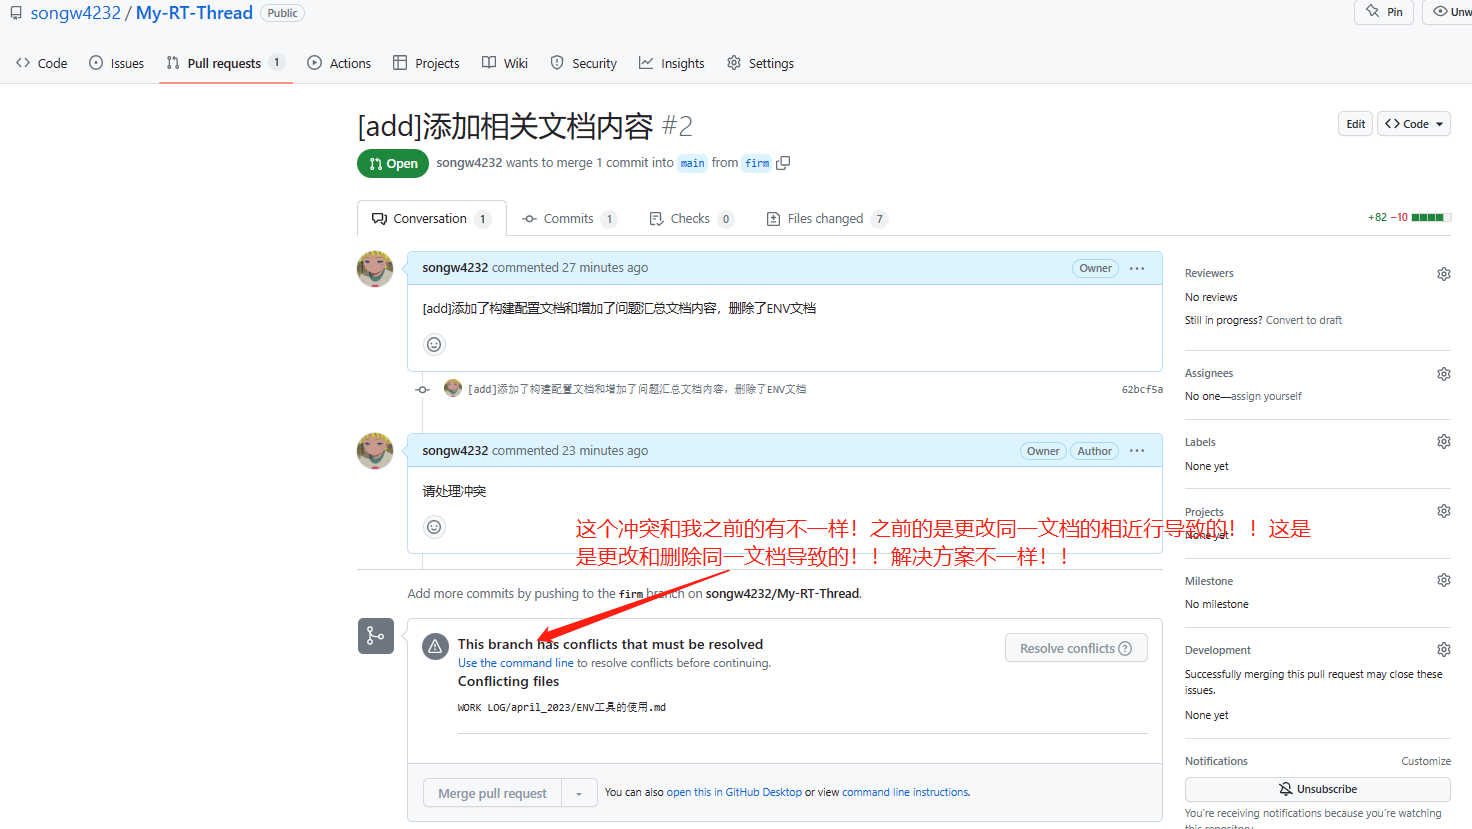 songw4232 / My-RT-Thread Public
Pin
Unw
Code Issues Pull requests 1 Actions Projects Wiki Security Insights Settings
[add]添加相关文档内容 #2
Edit
Code
Open songw4232 wants to merge 1 commit into main from firm
Conversation 1 Commits 1 Checks 0 Files changed 7
+82 −10
songw4232 commented 27 minutes ago
Owner
[add]添加了构建配置文档和增加了问题汇总文档内容，删除了ENV文档
[add]添加了构建配置文档和增加了问题汇总文档内容，删除了ENV文档 62bcf5a
songw4232 commented 23 minutes ago
Owner Author
请处理冲突
这个冲突和我之前的有不一样！之前的是更改同一文档的相近行导致的！！这是
是更改和删除同一文档导致的！！解决方案不一样！！
Add more commits by pushing to the firm branch on songw4232/My-RT-Thread.
This branch has conflicts that must be resolved
Use the command line to resolve conflicts before continuing.
Resolve conflicts
Conflicting files
WORK LOG/april_2023/ENV工具的使用.md
Merge pull request
You can also open this in GitHub Desktop or view command line instructions.
Reviewers
No reviews
Still in progress? Convert to draft
Assignees
No one—assign yourself
Labels
None yet
Projects
None yet
Milestone
No milestone
Development
Successfully merging this pull request may close these
issues.
None yet
Notifications
Customize
Unsubscribe
You're receiving notifications because you're watching
this repository.